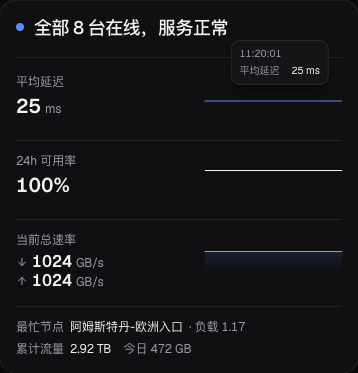 全部 8 台在线，服务正常
11:20:01
平均延迟 25 ms
平均延迟
25 ms
24h 可用率
100%
当前总速率
↓ 1024 GB/s
↑ 1024 GB/s
最忙节点 阿姆斯特丹-欧洲入口 · 负载 1.17
累计流量 2.92 TB 今日 472 GB